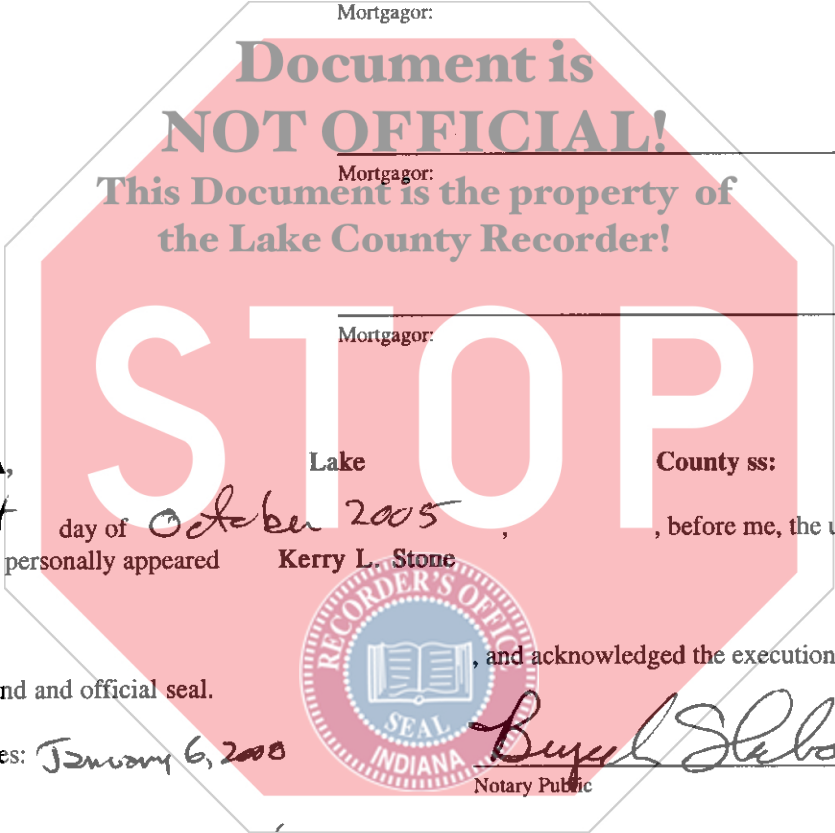 Mortgagor:
Document is
NOT OFFICIAL!
Mortgagor:
This Document is the property of
the Lake County Recorder!
Mortgagor:
STOP
Lake County ss:
day of October 2005 , , before me, the u
personally appeared Kerry L. Stone
RECORDER'S OFFICE
, and acknowledged the execution
nd and official seal.
SEAL
INDIANA
es: January 6, 2008
Notary Public